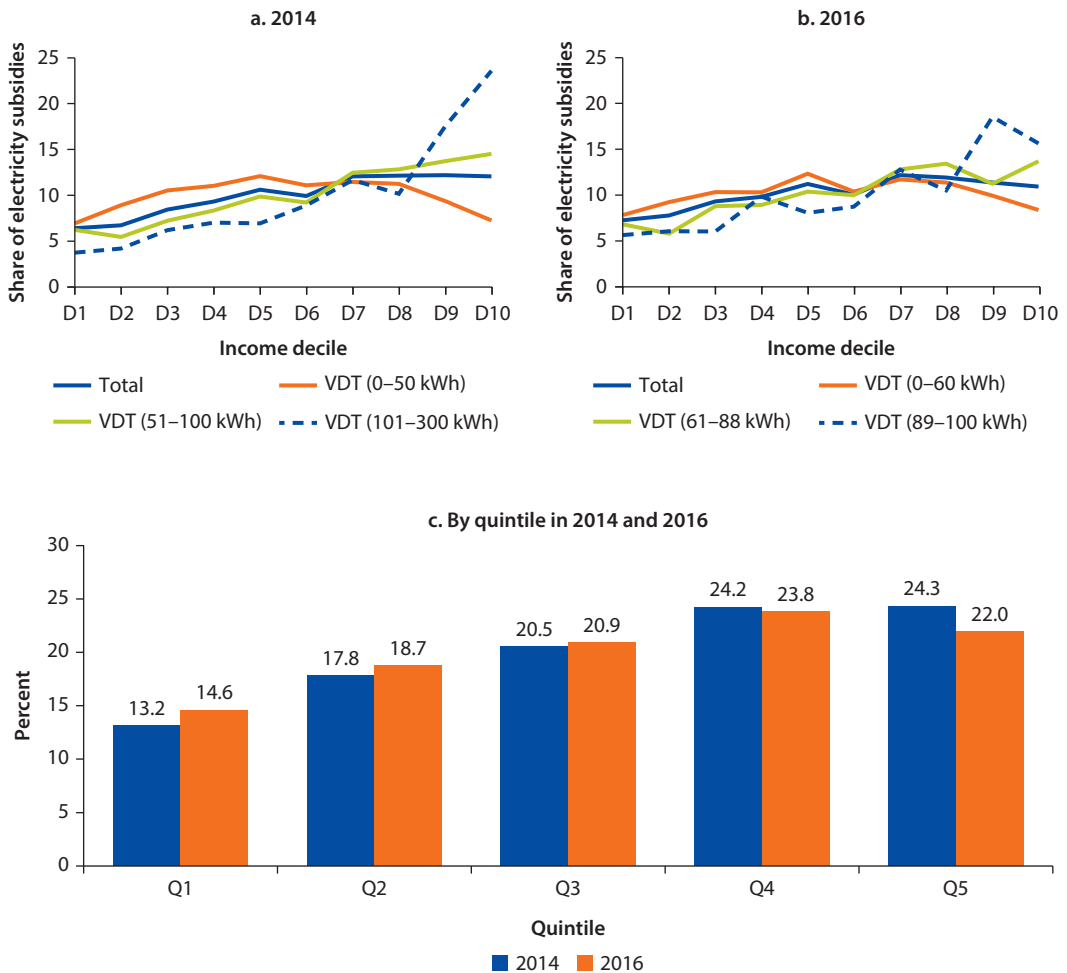 a. 2014
Share of electricity subsidies
25
20
15
10
5
0
D1 D2 D3 D4 D5 D6 D7 D8 D9 D10
Income decile
Total
VDT (0–50 kWh)
VDT (51–100 kWh)
VDT (101–300 kWh)
b. 2016
Share of electricity subsidies
25
20
15
10
5
0
D1 D2 D3 D4 D5 D6 D7 D8 D9 D10
Income decile
Total
VDT (0–60 kWh)
VDT (61–88 kWh)
VDT (89–100 kWh)
c. By quintile in 2014 and 2016
Percent
30
25
20
15
10
5
0
13.2 14.6
17.8 18.7
20.5 20.9
24.2 23.8
24.3 22.0
Q1 Q2 Q3 Q4 Q5
Quintile
2014 2016